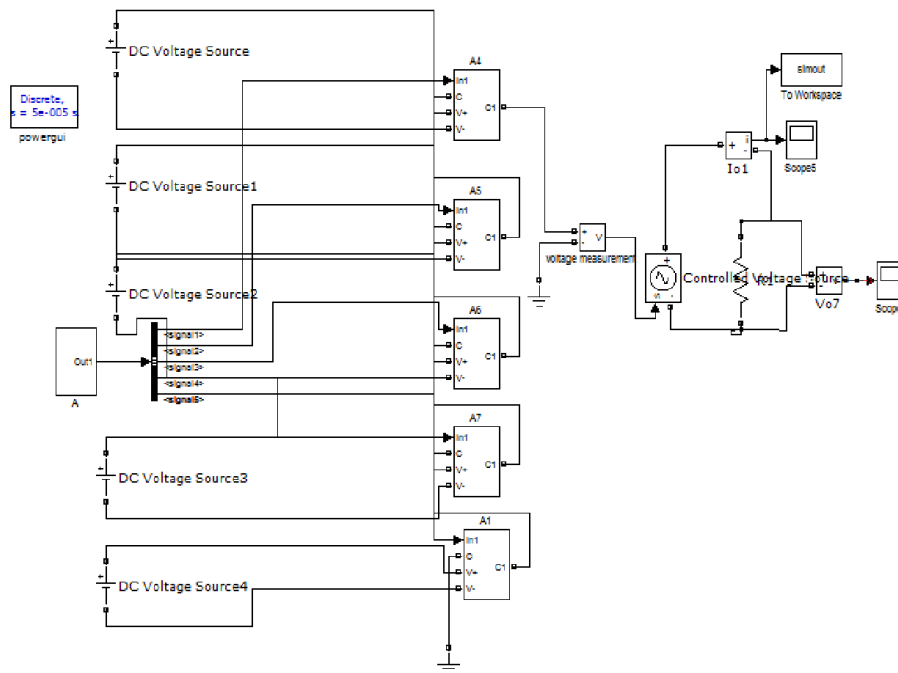 DC Voltage Source
A4
In1
C
V+
V-
C1
Discrete,
s = 5e-005 s
powergui
simout
To Workspace
+
i
-
Io1
Scope5
DC Voltage Source1
A5
In1
C
V+
V-
C1
+
-
V
voltage measurement
Controlled Voltage Source
+
s
-
+
-
Vo7
Scope
DC Voltage Source2
A6
In1
C
V+
V-
C1
Out1
A
<signal1>
<signal2>
<signal3>
<signal4>
<signal5>
A7
In1
C
V+
V-
C1
DC Voltage Source3
A1
In1
C
V+
V-
C1
DC Voltage Source4